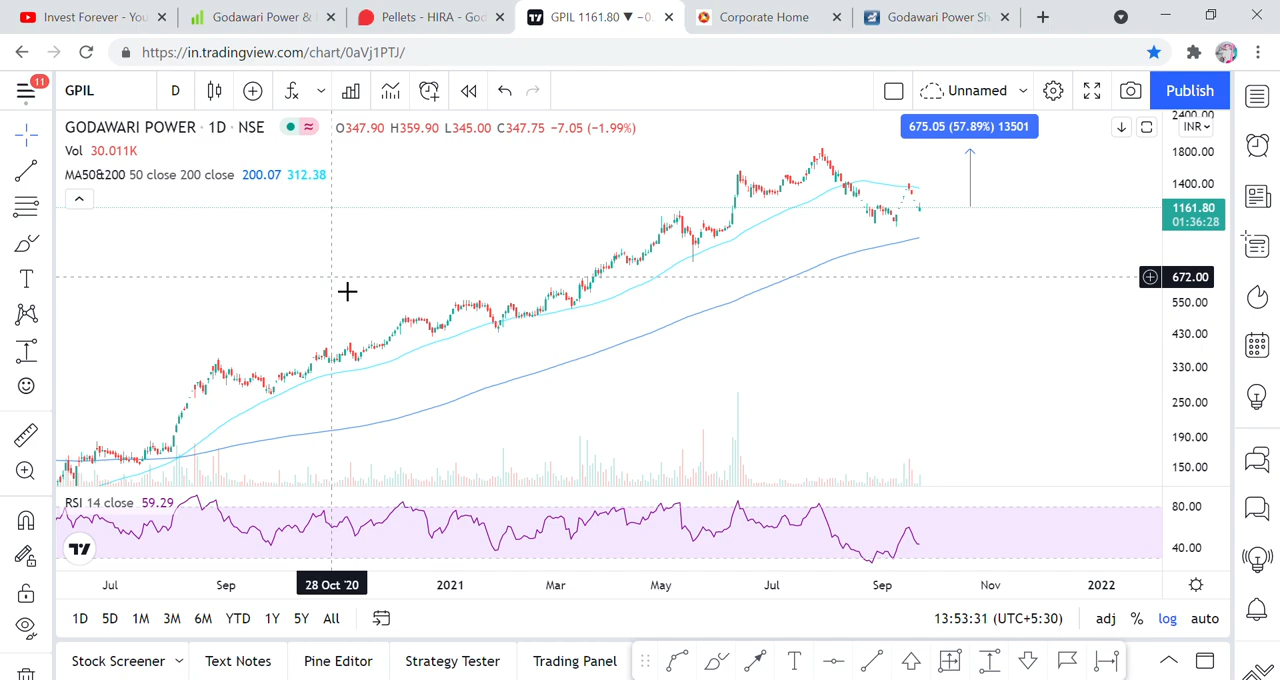 Invest Forever - You
Godawari Power &
Pellets - HIRA - God
GPIL 1161.80 ▼ −0.
Corporate Home
Godawari Power Sh
https://in.tradingview.com/chart/0aVj1PTJ/
11
GPIL
D
Unnamed
Publish
GODAWARI POWER · 1D · NSE
O347.90 H359.90 L345.00 C347.75 −7.05 (−1.99%)
675.05 (57.89%) 13501
2400.00
INR
Vol 30.011K
MA50&200 50 close 200 close 200.07 312.38
1800.00
1400.00
1161.80
01:36:28
672.00
550.00
430.00
330.00
250.00
190.00
150.00
RSI 14 close 59.29
80.00
40.00
Jul
Sep
28 Oct '20
2021
Mar
May
Jul
Sep
Nov
2022
1D 5D 1M 3M 6M YTD 1Y 5Y All
13:53:31 (UTC+5:30)
adj % log auto
Stock Screener
Text Notes
Pine Editor
Strategy Tester
Trading Panel